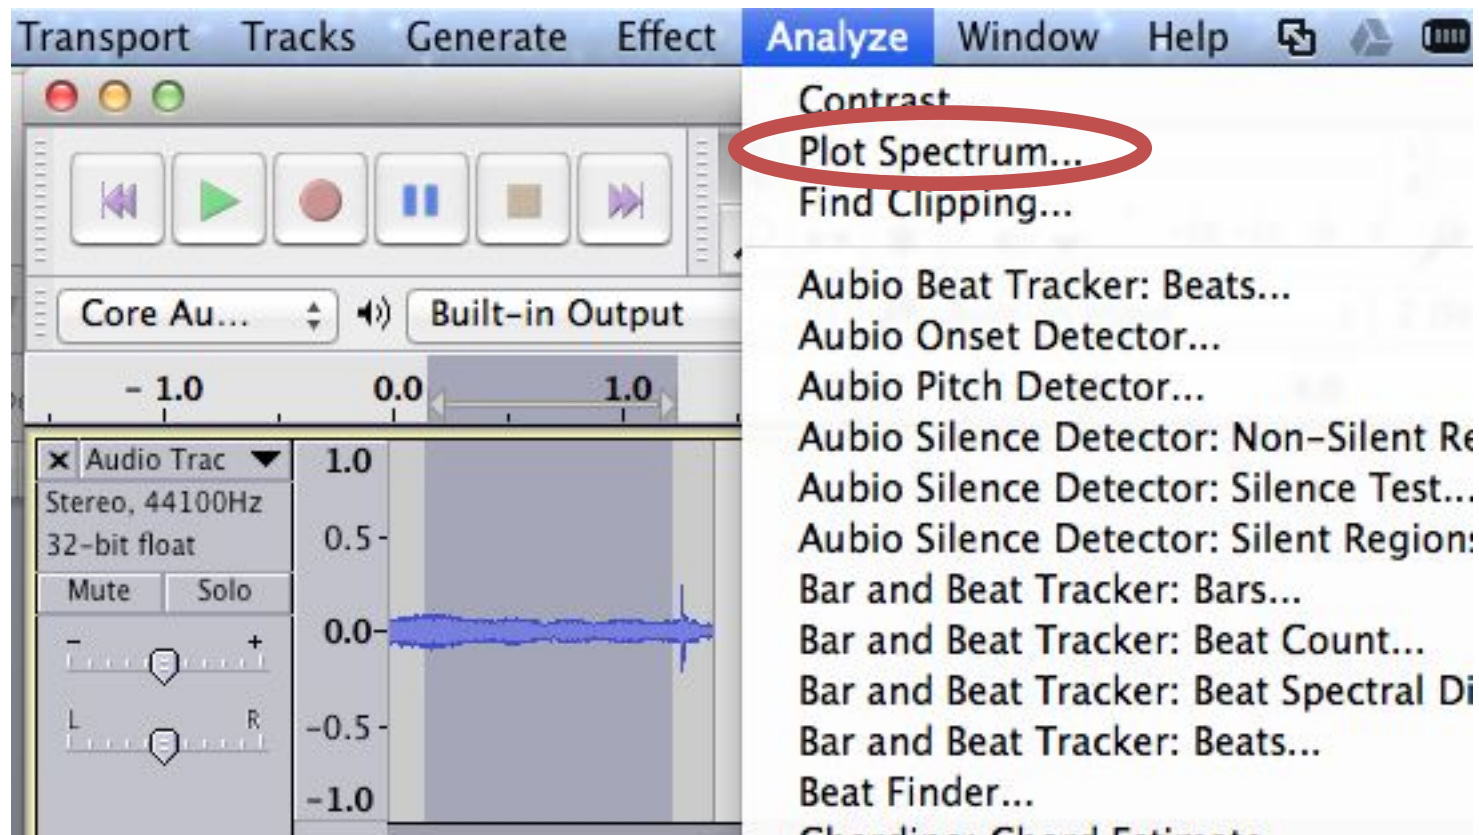 Transport Tracks Generate Effect Analyze Window Help
Contrast...
Plot Spectrum...
Find Clipping...
Aubio Beat Tracker: Beats...
Aubio Onset Detector...
Aubio Pitch Detector...
Aubio Silence Detector: Non-Silent Re
Aubio Silence Detector: Silence Test...
Aubio Silence Detector: Silent Regions
Bar and Beat Tracker: Bars...
Bar and Beat Tracker: Beat Count...
Bar and Beat Tracker: Beat Spectral Di
Bar and Beat Tracker: Beats...
Beat Finder...
Core Au... Built-in Output
- 1.0 0.0 1.0
Audio Trac 1.0
Stereo, 44100Hz
32-bit float 0.5
Mute Solo
- + 0.0
L R -0.5
-1.0